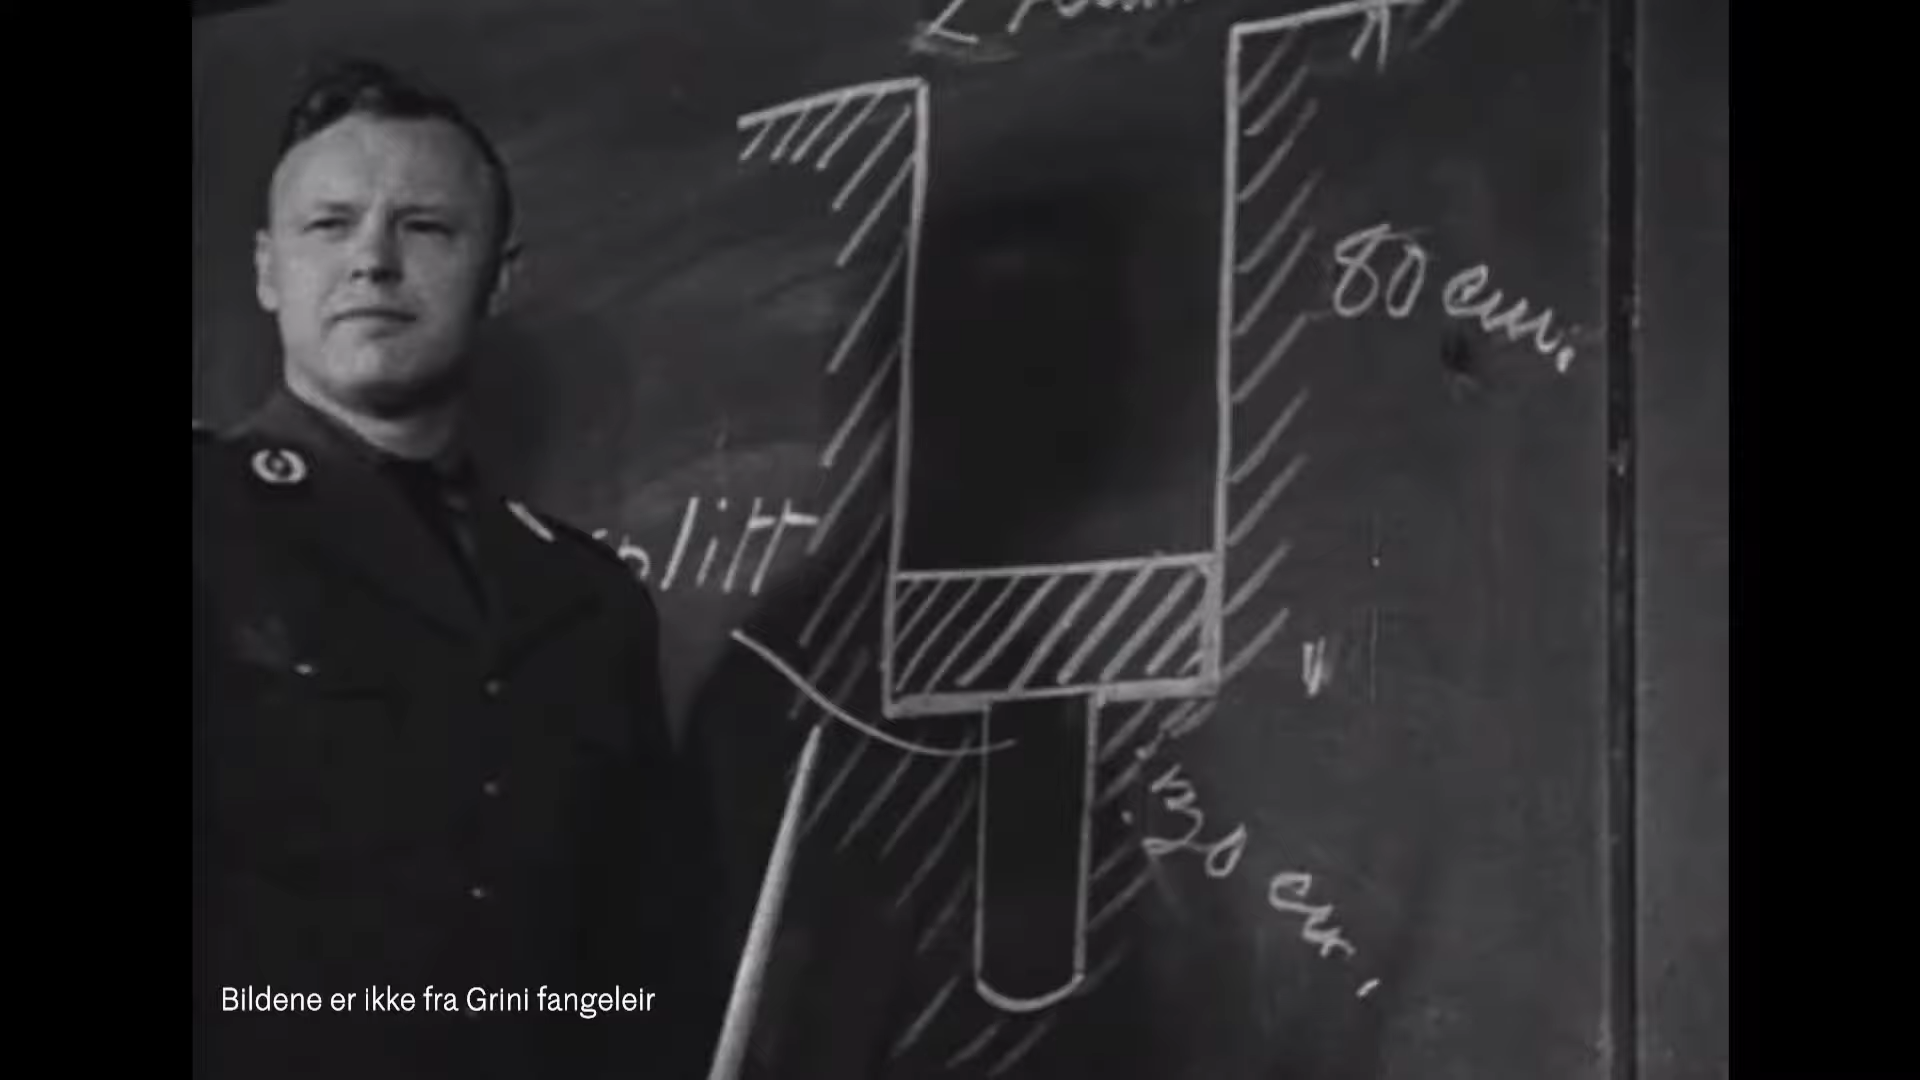 80 cm.
30 cm.
Bildene er ikke fra Grini fangeleir